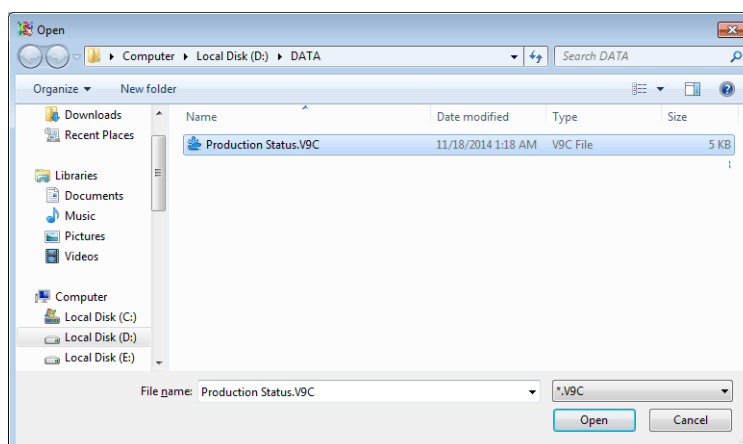 Open
Computer Local Disk (D:) DATA
Search DATA
Organize New folder
Downloads
Recent Places
Libraries
Documents
Music
Pictures
Videos
Computer
Local Disk (C:)
Local Disk (D:)
Local Disk (E:)
Name Date modified Type Size
Production Status.V9C 11/18/2014 1:18 AM V9C File 5 KB
File name: Production Status.V9C
*.V9C
Open Cancel